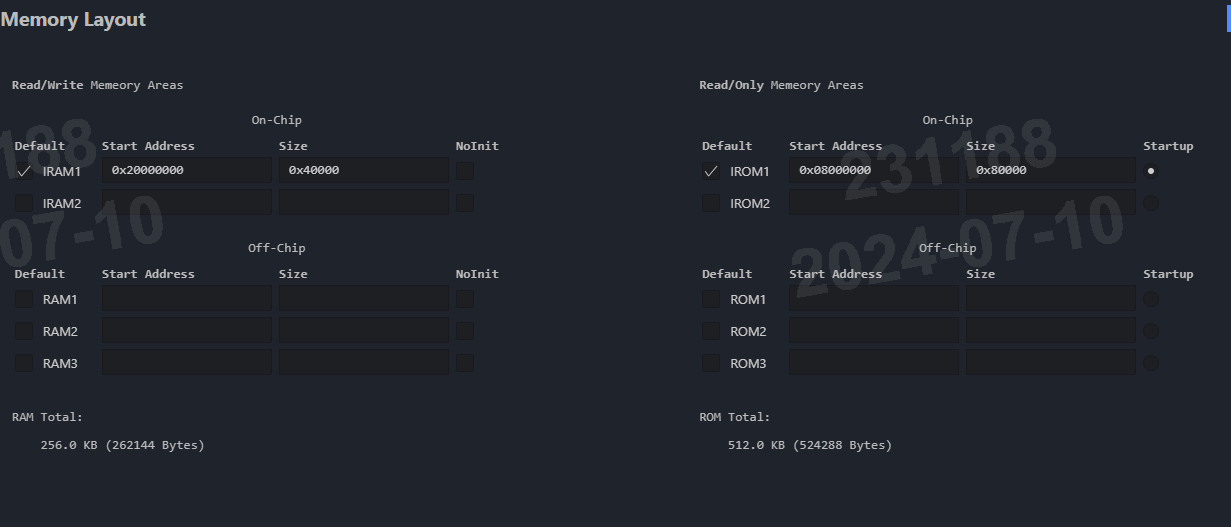 Memory Layout
Read/Write Memeory Areas
On-Chip
Default Start Address Size NoInit
IRAM1 0x20000000 0x40000
IRAM2
Off-Chip
Default Start Address Size NoInit
RAM1
RAM2
RAM3
RAM Total:
256.0 KB (262144 Bytes)
Read/Only Memeory Areas
On-Chip
Default Start Address Size Startup
IROM1 0x08000000 0x80000
IROM2
Off-Chip
Default Start Address Size Startup
ROM1
ROM2
ROM3
ROM Total:
512.0 KB (524288 Bytes)
188
07-10
231188
2024-07-10